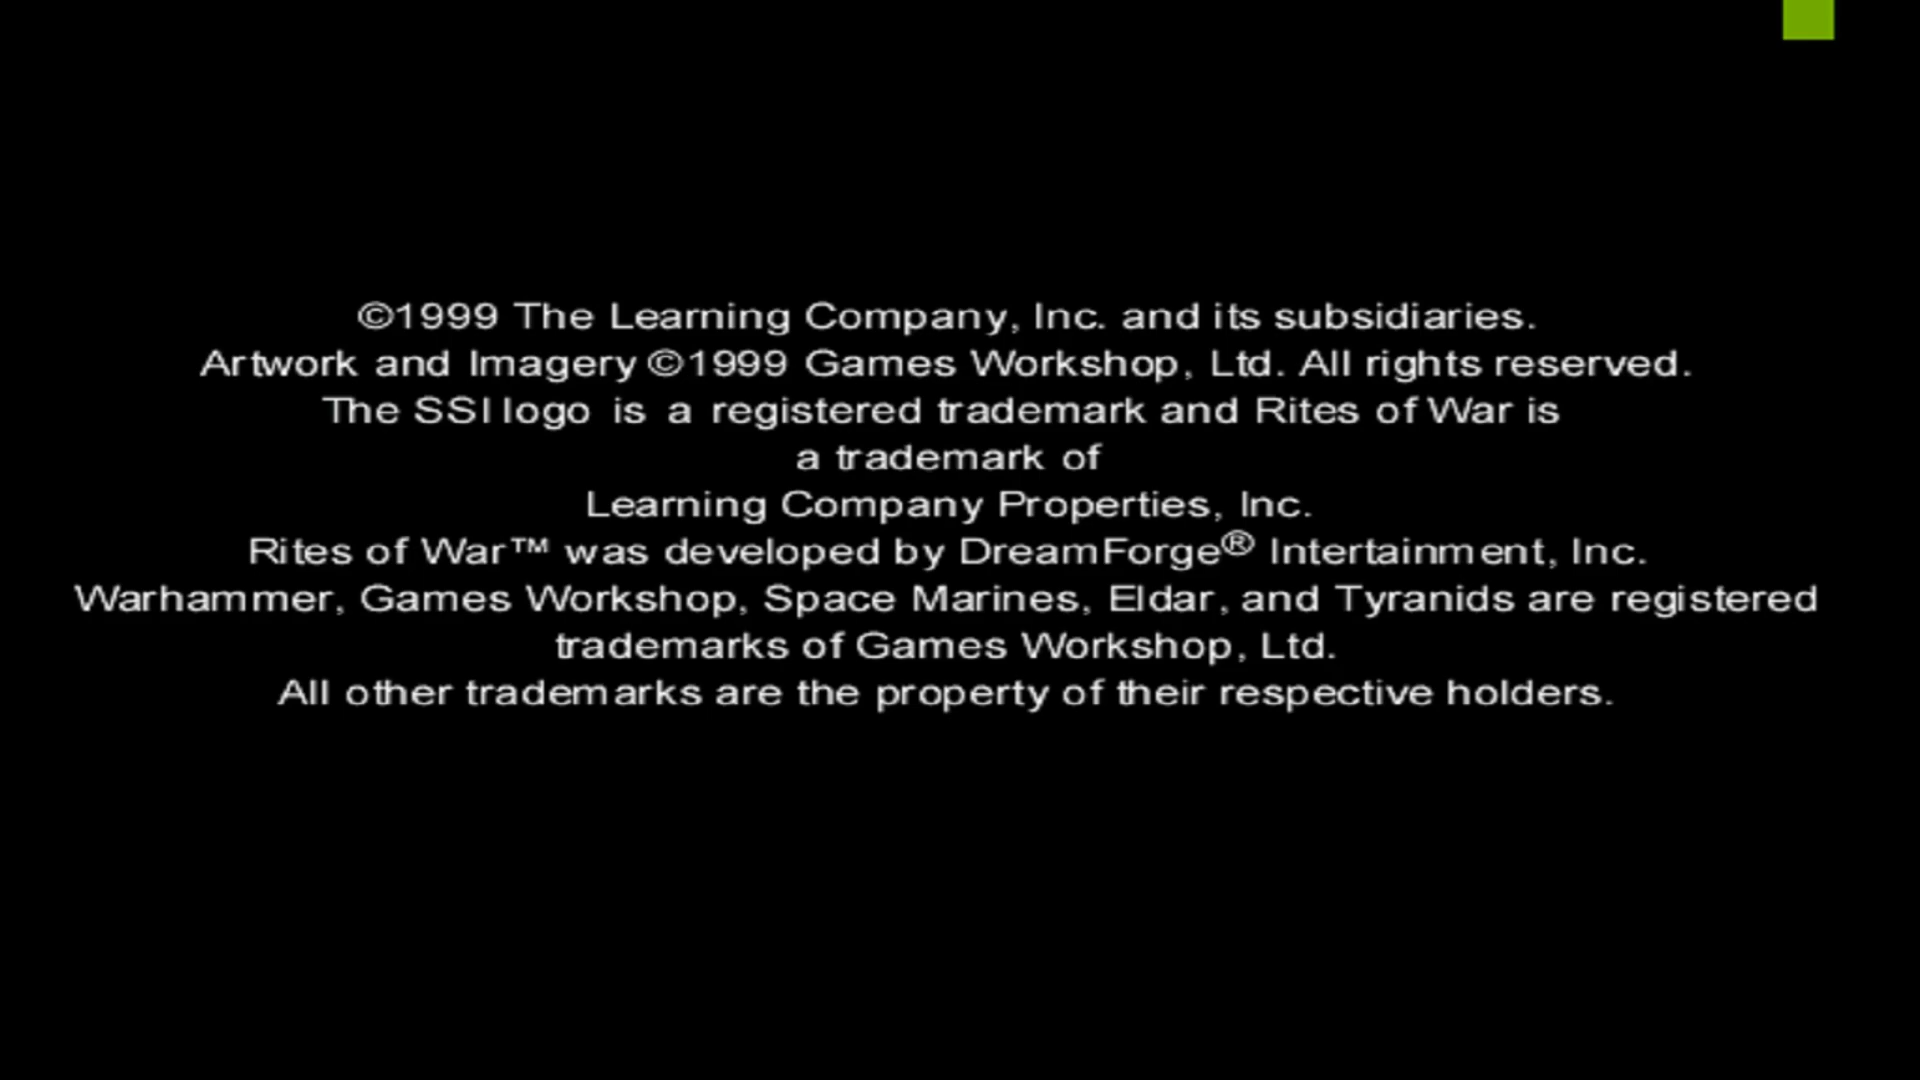 ©1999 The Learning Company, Inc. and its subsidiaries.
Artwork and Imagery ©1999 Games Workshop, Ltd. All rights reserved.
The SSI logo is a registered trademark and Rites of War is
a trademark of
Learning Company Properties, Inc.
Rites of War™ was developed by DreamForge® Intertainment, Inc.
Warhammer, Games Workshop, Space Marines, Eldar, and Tyranids are registered
trademarks of Games Workshop, Ltd.
All other trademarks are the property of their respective holders.